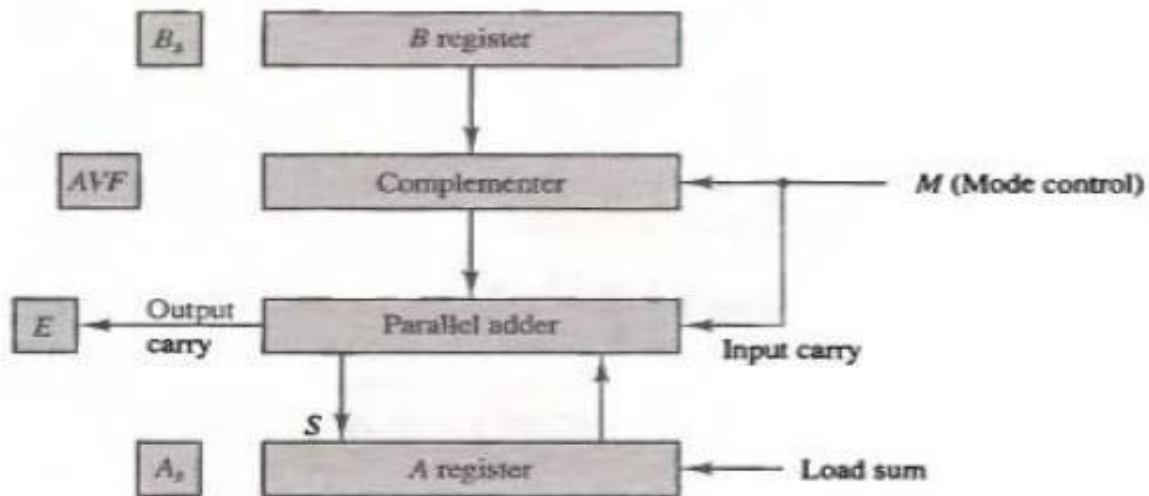 Bₛ
B register
AVF
Complementer
M (Mode control)
E
Output
carry
Parallel adder
Input carry
S
Aₛ
A register
Load sum